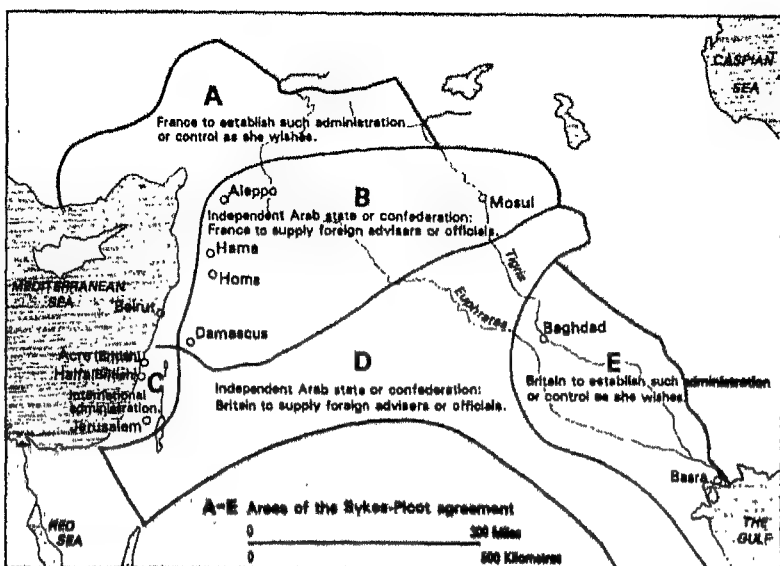 CASPIAN
SEA
A
France to establish such administration
or control as she wishes.
Aleppo
B
Mosul
Independent Arab state or confederation:
France to supply foreign advisers or officials.
Hama
Homs
Tigris
MEDITERRANEAN
SEA
Beirut
Euphrates
Damascus
Baghdad
Acre (British)
Haifa (British)
C
D
E
International
administration
Independent Arab state or confederation:
Britain to supply foreign advisers or officials.
Britain to establish such administration
or control as she wishes.
Jerusalem
Basra
A-E Areas of the Sykes-Picot agreement
RED
SEA
0 300 Miles
0 500 Kilometres
THE
GULF